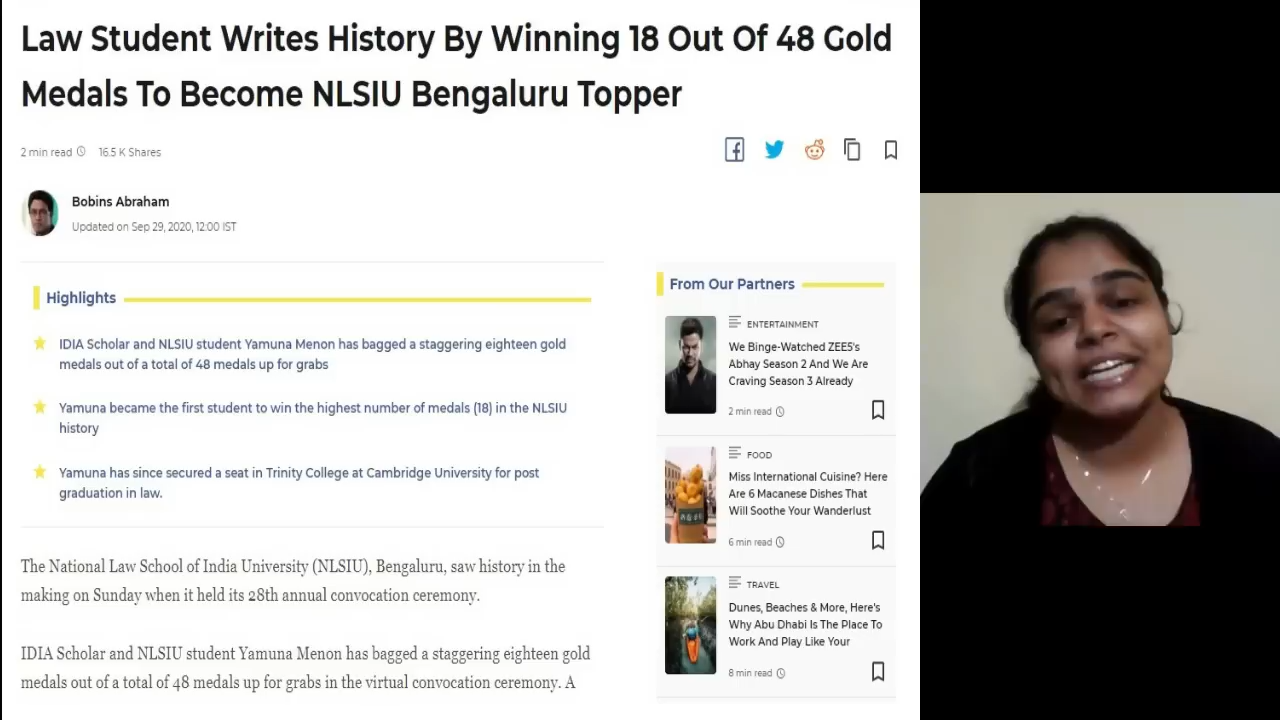 Law Student Writes History By Winning 18 Out Of 48 Gold
Medals To Become NLSIU Bengaluru Topper
2 min read 16.5 K Shares
Bobins Abraham
Updated on Sep 29, 2020, 12:00 IST
Highlights
IDIA Scholar and NLSIU student Yamuna Menon has bagged a staggering eighteen gold
medals out of a total of 48 medals up for grabs
Yamuna became the first student to win the highest number of medals (18) in the NLSIU
history
Yamuna has since secured a seat in Trinity College at Cambridge University for post
graduation in law.
The National Law School of India University (NLSIU), Bengaluru, saw history in the
making on Sunday when it held its 28th annual convocation ceremony.
IDIA Scholar and NLSIU student Yamuna Menon has bagged a staggering eighteen gold
medals out of a total of 48 medals up for grabs in the virtual convocation ceremony. A
From Our Partners
ENTERTAINMENT
We Binge-Watched ZEE5's
Abhay Season 2 And We Are
Craving Season 3 Already
2 min read
FOOD
Miss International Cuisine? Here
Are 6 Macanese Dishes That
Will Soothe Your Wanderlust
6 min read
TRAVEL
Dunes, Beaches & More, Here's
Why Abu Dhabi Is The Place To
Work And Play Like Your
8 min read